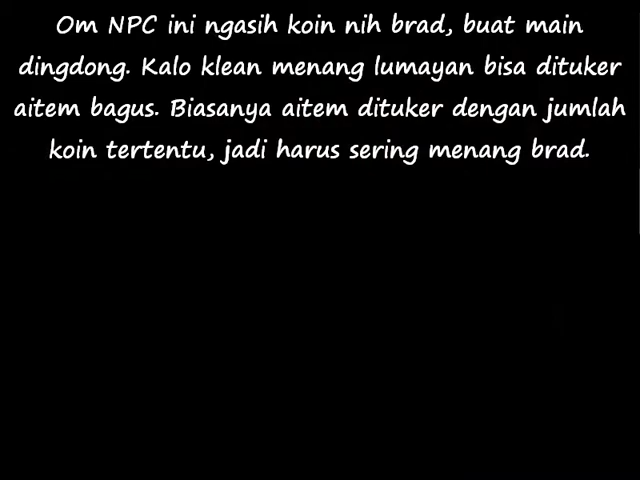 Om NPC ini ngasih koin nih brad, buat main
dingdong. Kalo klean menang lumayan bisa dituker
aitem bagus. Biasanya aitem dituker dengan jumlah
koin tertentu, jadi harus sering menang brad.